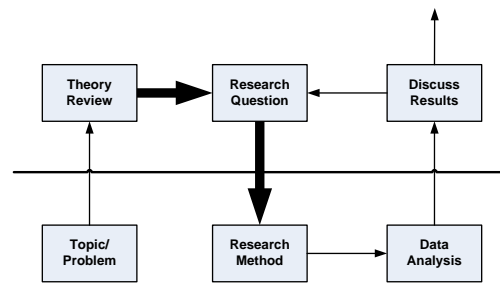 Theory
Review
Research
Question
Discuss
Results
Topic/
Problem
Research
Method
Data
Analysis